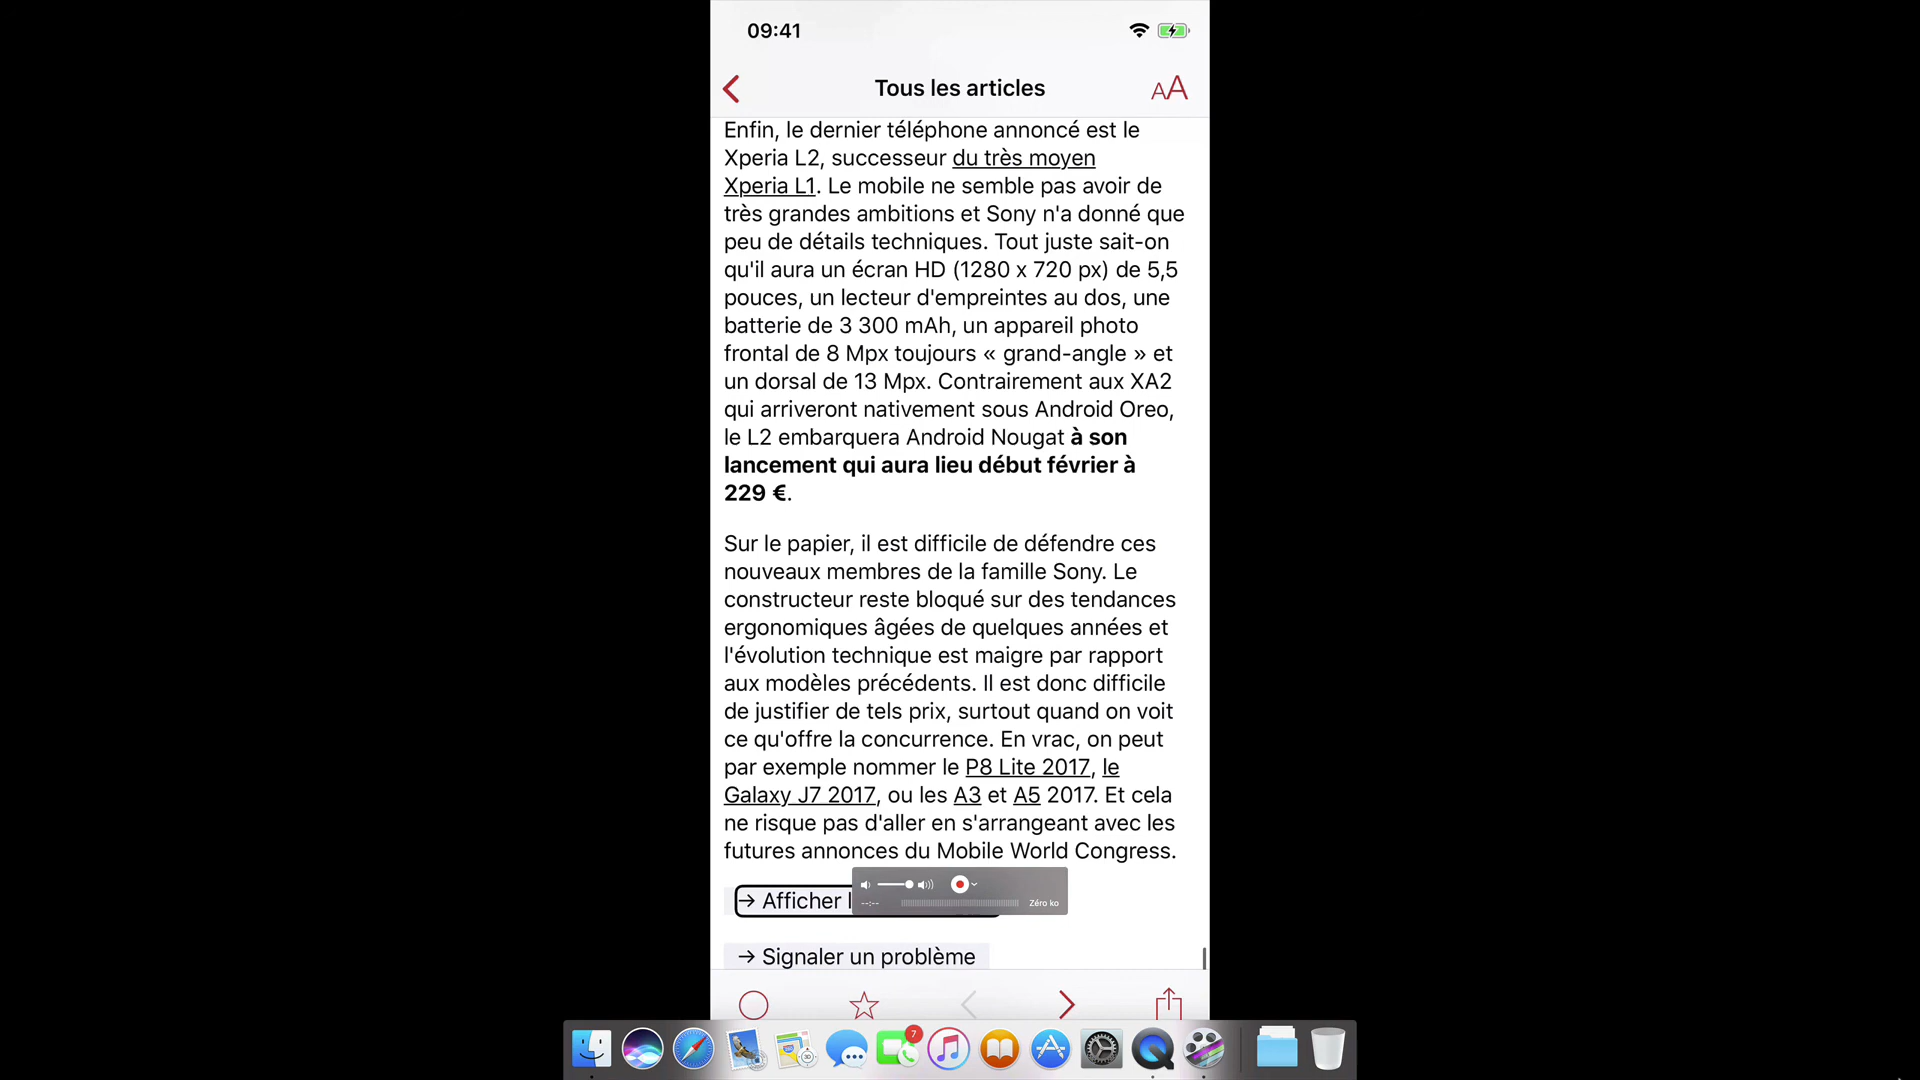 09:41
Tous les articles
AA
Enfin, le dernier téléphone annoncé est le
Xperia L2, successeur du très moyen
Xperia L1. Le mobile ne semble pas avoir de
très grandes ambitions et Sony n'a donné que
peu de détails techniques. Tout juste sait-on
qu'il aura un écran HD (1280 x 720 px) de 5,5
pouces, un lecteur d'empreintes au dos, une
batterie de 3 300 mAh, un appareil photo
frontal de 8 Mpx toujours « grand-angle » et
un dorsal de 13 Mpx. Contrairement aux XA2
qui arriveront nativement sous Android Oreo,
le L2 embarquera Android Nougat à son
lancement qui aura lieu début février à
229 €.
Sur le papier, il est difficile de défendre ces
nouveaux membres de la famille Sony. Le
constructeur reste bloqué sur des tendances
ergonomiques âgées de quelques années et
l'évolution technique est maigre par rapport
aux modèles précédents. Il est donc difficile
de justifier de tels prix, surtout quand on voit
ce qu'offre la concurrence. En vrac, on peut
par exemple nommer le P8 Lite 2017, le
Galaxy J7 2017, ou les A3 et A5 2017. Et cela
ne risque pas d'aller en s'arrangeant avec les
futures annonces du Mobile World Congress.
→ Afficher l
--:-- Zéro ko
→ Signaler un problème
3D
7